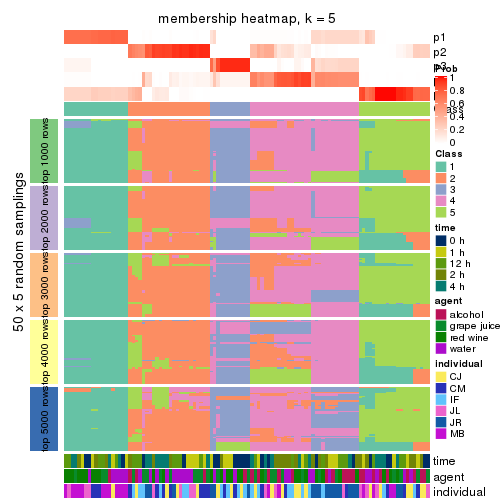 membership heatmap, k = 5
p1
p2
p3
Prob
1
0.8
0.6
0.4
0.2
0
Class
1
2
3
4
5
time
0 h
1 h
12 h
2 h
4 h
agent
alcohol
grape juice
red wine
water
individual
CJ
CM
IF
JL
JR
MB
50 x 5 random samplings
top 1000 rows
top 2000 rows
top 3000 rows
top 4000 rows
top 5000 rows
time
agent
individual